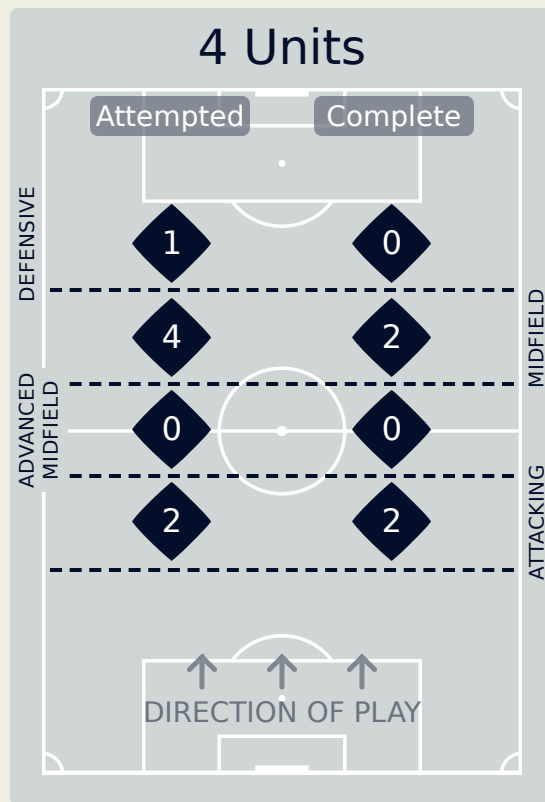 4 Units
Attempted
Complete
DEFENSIVE
1
0
4
2
MIDFIELD
ADVANCED
MIDFIELD
0
0
2
2
ATTACKING
DIRECTION OF PLAY